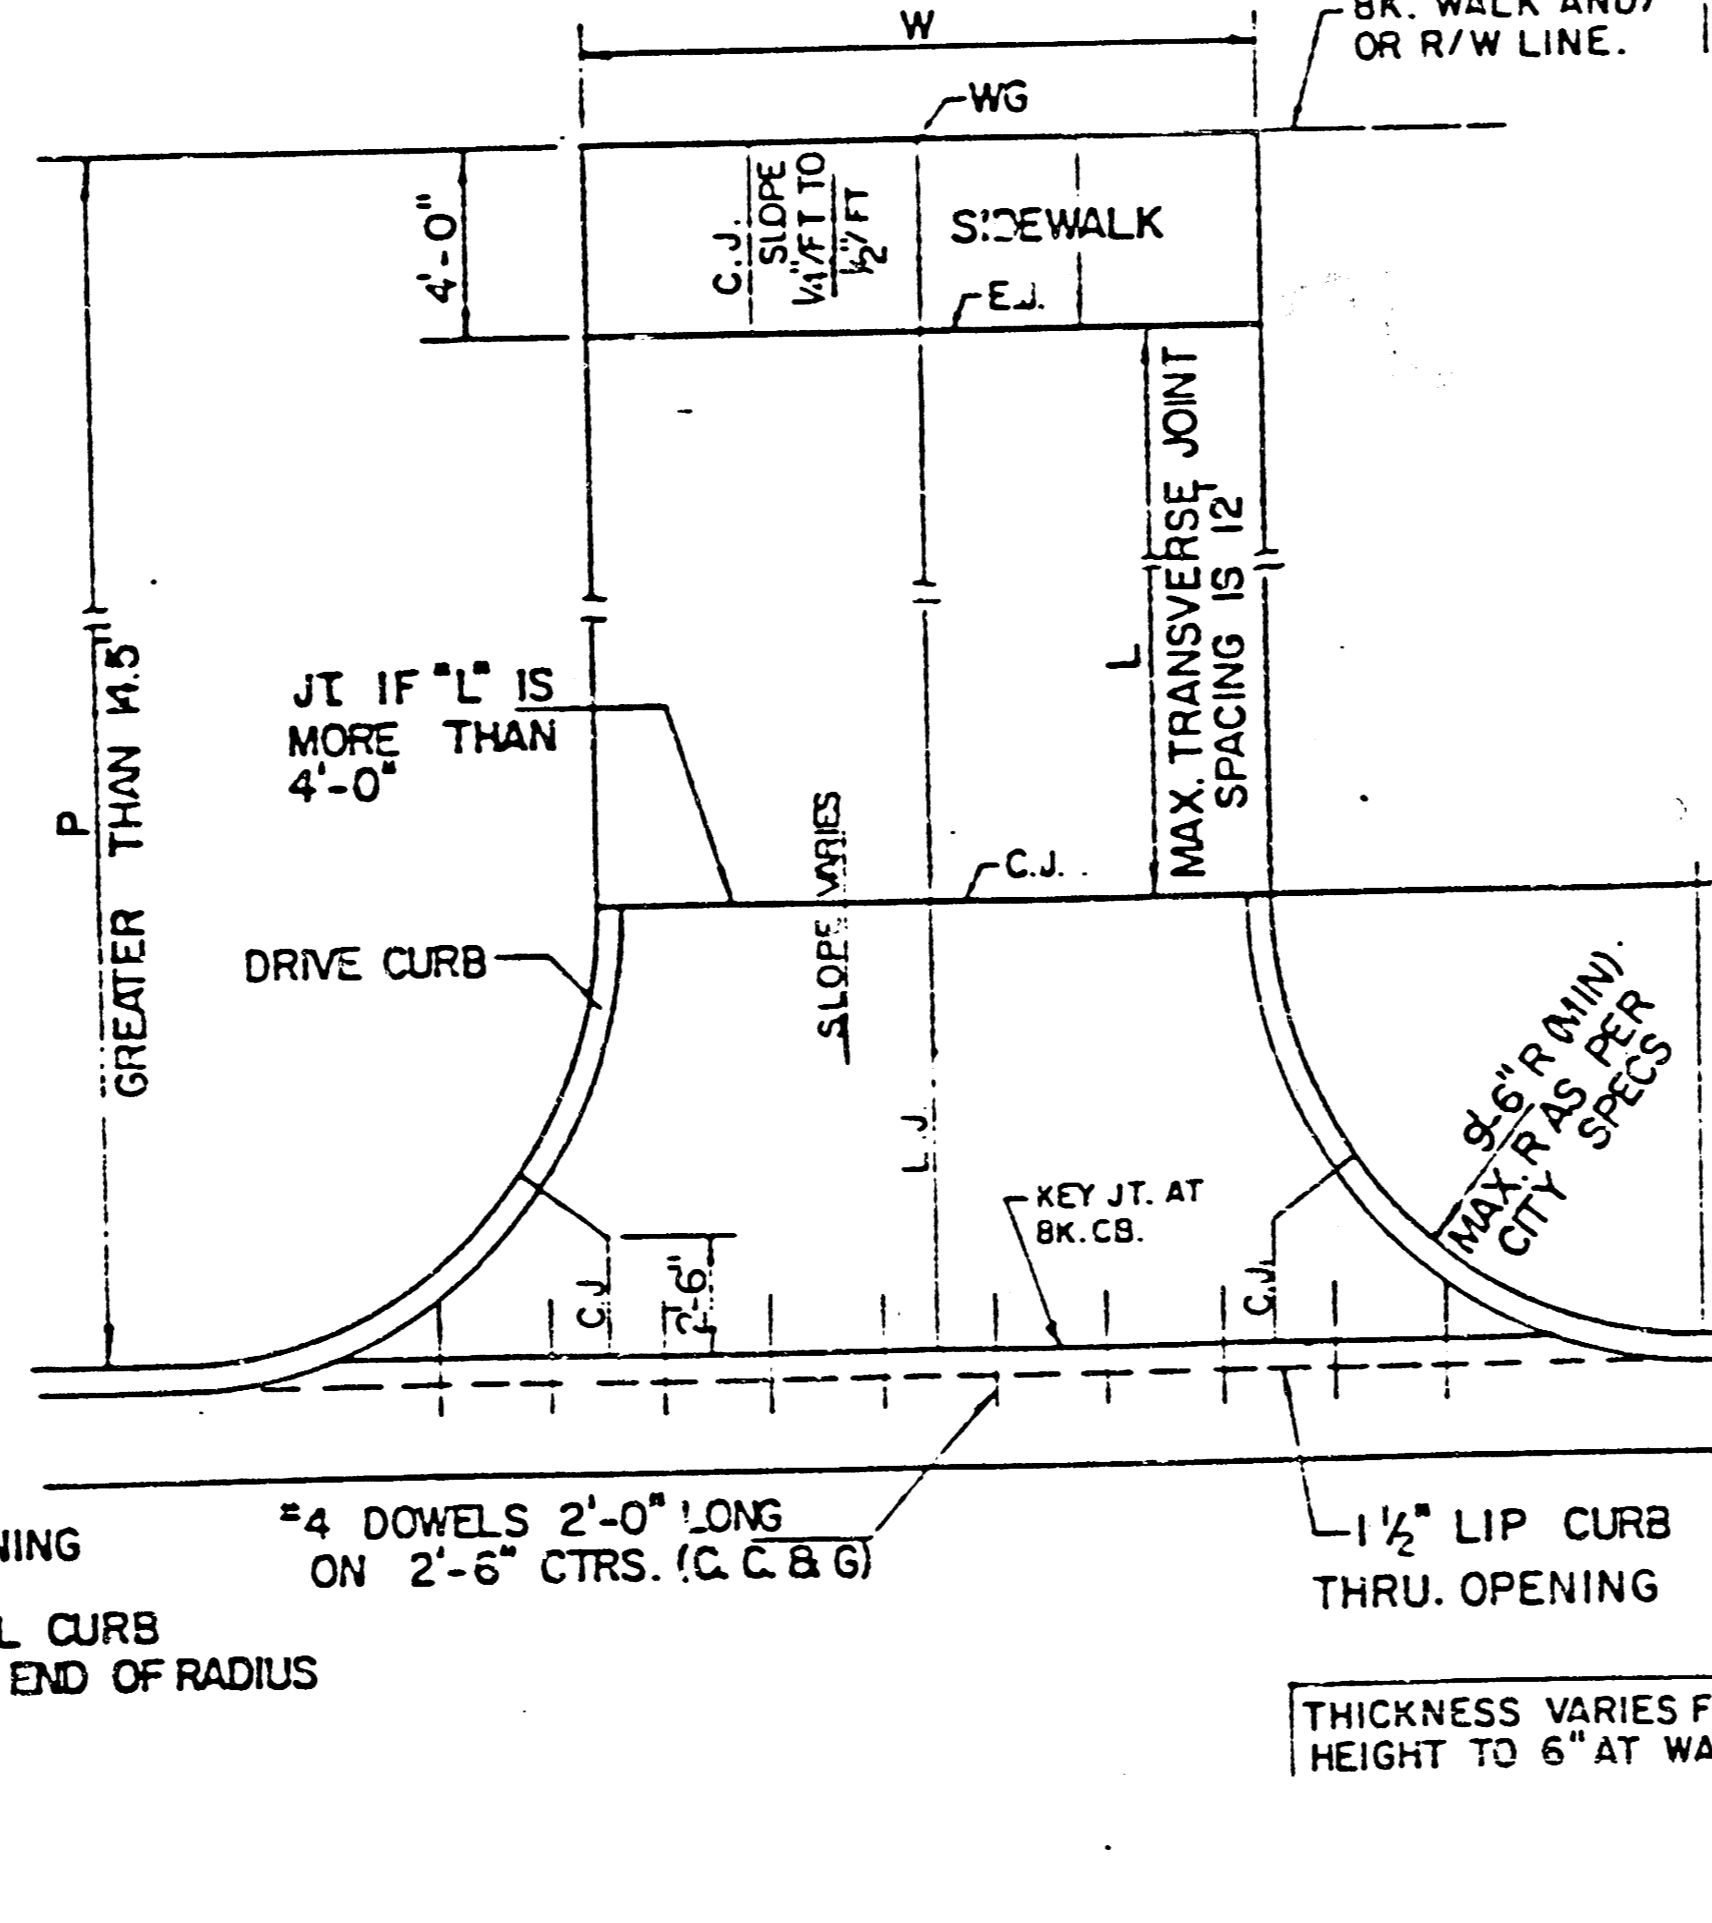 W
BK. WALK AND/
OR R/W LINE.
WG
4'-0"
C.J.
SLOPE
1/4"/FT TO
1/2"/FT
SIDEWALK
E.J.
P
GREATER THAN 14.5'
JT. IF "L" IS
MORE THAN
4'-0"
L
MAX. TRANSVERSE JOINT
SPACING IS 12'
SLOPE VARIES
C.J.
DRIVE CURB
9'-6" R (MIN).
MAX. R AS PER
CITY SPECS
L.J.
KEY JT. AT
BK. CB.
C.J.
2'-6"
C.J.
#4 DOWELS 2'-0" LONG
ON 2'-6" CTRS. (C. C. & G)
1 1/2" LIP CURB
THRU. OPENING
NING
L CURB
END OF RADIUS
THICKNESS VARIES F
HEIGHT TO 6" AT WA